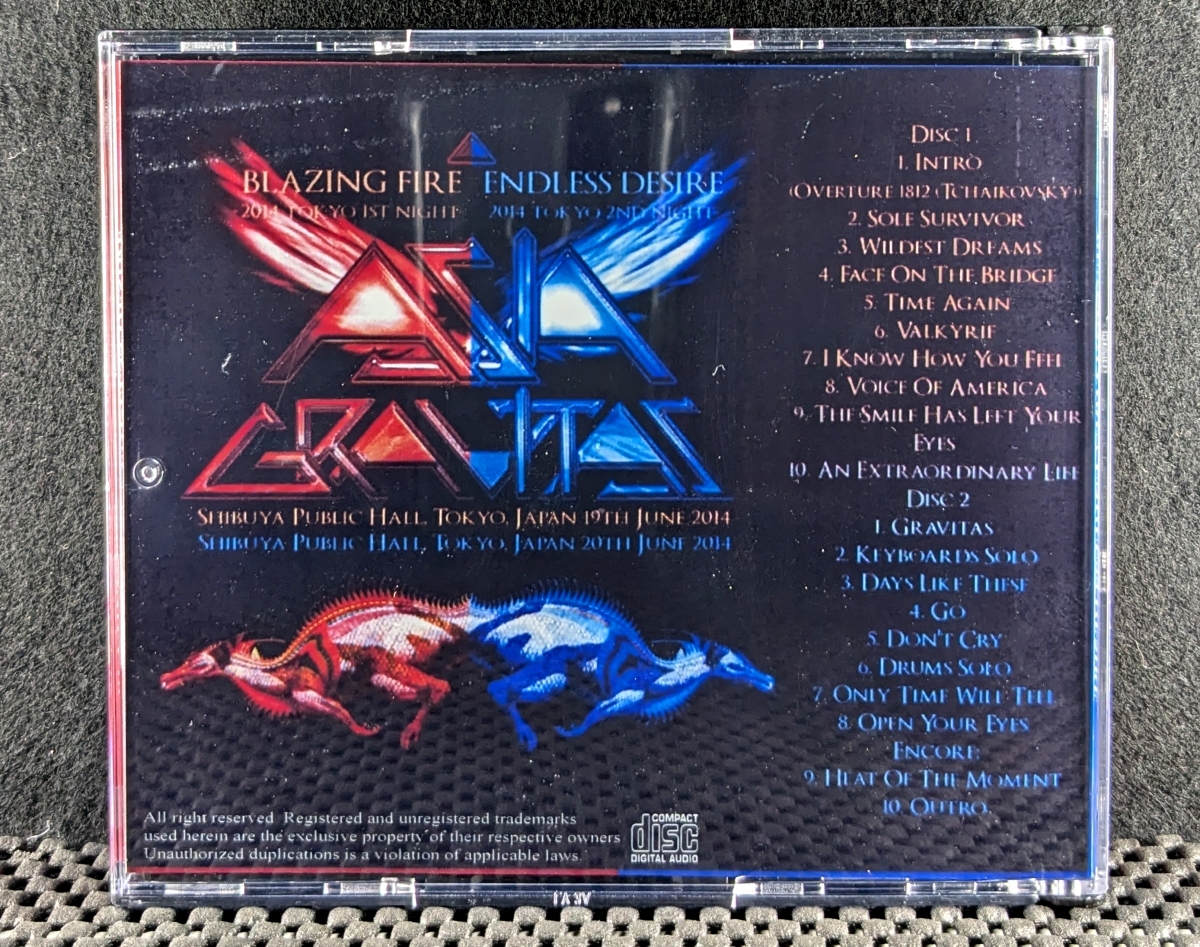 BLAZING FIRE ENDLESS DESIRE
2014 TOKYO 1ST NIGHT 2014 TOKYO 2ND NIGHT
ASIA
GRAVITAS
SHIBUYA PUBLIC HALL, TOKYO, JAPAN 19TH JUNE 2014
SHIBUYA PUBLIC HALL, TOKYO, JAPAN 20TH JUNE 2014
All right reserved Registered and unregistered trademarks
used herein are the exclusive property of their respective owners
Unauthorized duplications is a violation of applicable laws.
COMPACT
disc
DIGITAL AUDIO
DISC 1
1. INTRO
(OVERTURE 1812 (TCHAIKOVSKY))
2. SOLE SURVIVOR
3. WILDEST DREAMS
4. FACE ON THE BRIDGE
5. TIME AGAIN
6. VALKYRIE
7. I KNOW HOW YOU FEEL
8. VOICE OF AMERICA
9. THE SMILE HAS LEFT YOUR
EYES
10. AN EXTRAORDINARY LIFE
DISC 2
1. GRAVITAS
2. KEYBOARDS SOLO
3. DAYS LIKE THESE
4. GO
5. DON'T CRY
6. DRUMS SOLO
7. ONLY TIME WILL TELL
8. OPEN YOUR EYES
ENCORE:
9. HEAT OF THE MOMENT
10. OUTRO.